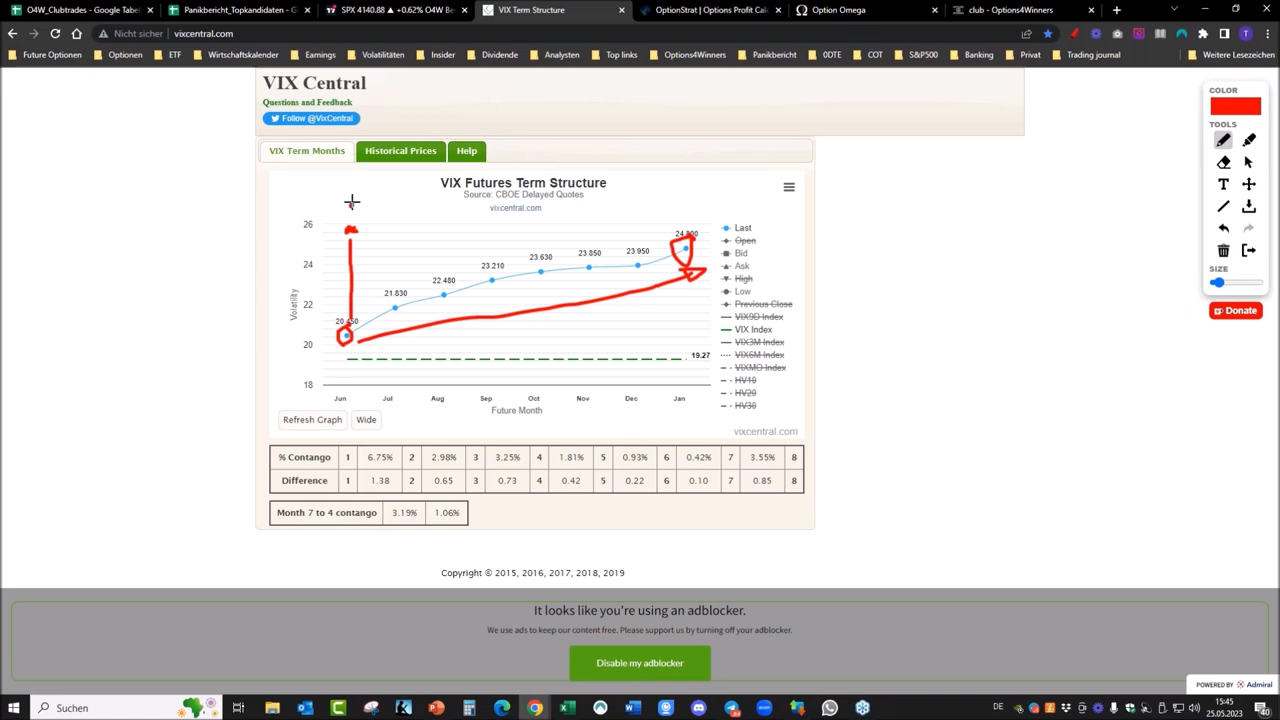 O4W_Clubtrades - Google Tabel
Panikbericht_Topkandidaten - G
SPX 4140.88 ▲ +0.62% O4W Be
VIX Term Structure
OptionStrat | Options Profit Calc
Option Omega
club - Options4Winners
Nicht sicher | vixcentral.com
Future Optionen
Optionen
ETF
Wirtschaftskalender
Earnings
Volatilitäten
Insider
Dividende
Analysten
Top links
Options4Winners
Panikbericht
0DTE
COT
S&P500
Banking
Privat
Trading journal
Weitere Lesezeichen
VIX Central
Questions and Feedback
Follow @VixCentral
VIX Term Months
Historical Prices
Help
VIX Futures Term Structure
Source: CBOE Delayed Quotes
vixcentral.com
26
24
22
20
18
Volatility
20.450
21.830
22.480
23.210
23.630
23.850
23.950
19.27
Jun
Jul
Aug
Sep
Oct
Nov
Dec
Jan
Future Month
Last
Open
Bid
Ask
High
Low
Previous Close
VIX9D Index
VIX Index
VIX3M Index
VIX6M Index
VIXMO Index
HV10
HV20
HV30
Refresh Graph
Wide
vixcentral.com
% Contango 1 6.75% 2 2.98% 3 3.25% 4 1.81% 5 0.93% 6 0.42% 7 3.55% 8
Difference 1 1.38 2 0.65 3 0.73 4 0.42 5 0.22 6 0.10 7 0.85 8
Month 7 to 4 contango 3.19% 1.06%
Copyright © 2015, 2016, 2017, 2018, 2019
It looks like you're using an adblocker.
We use ads to keep our content free. Please support us by turning off your adblocker.
Disable my adblocker
POWERED BY Admiral
COLOR
TOOLS
SIZE
Donate
Suchen
DE
15:45
25.05.2023
40